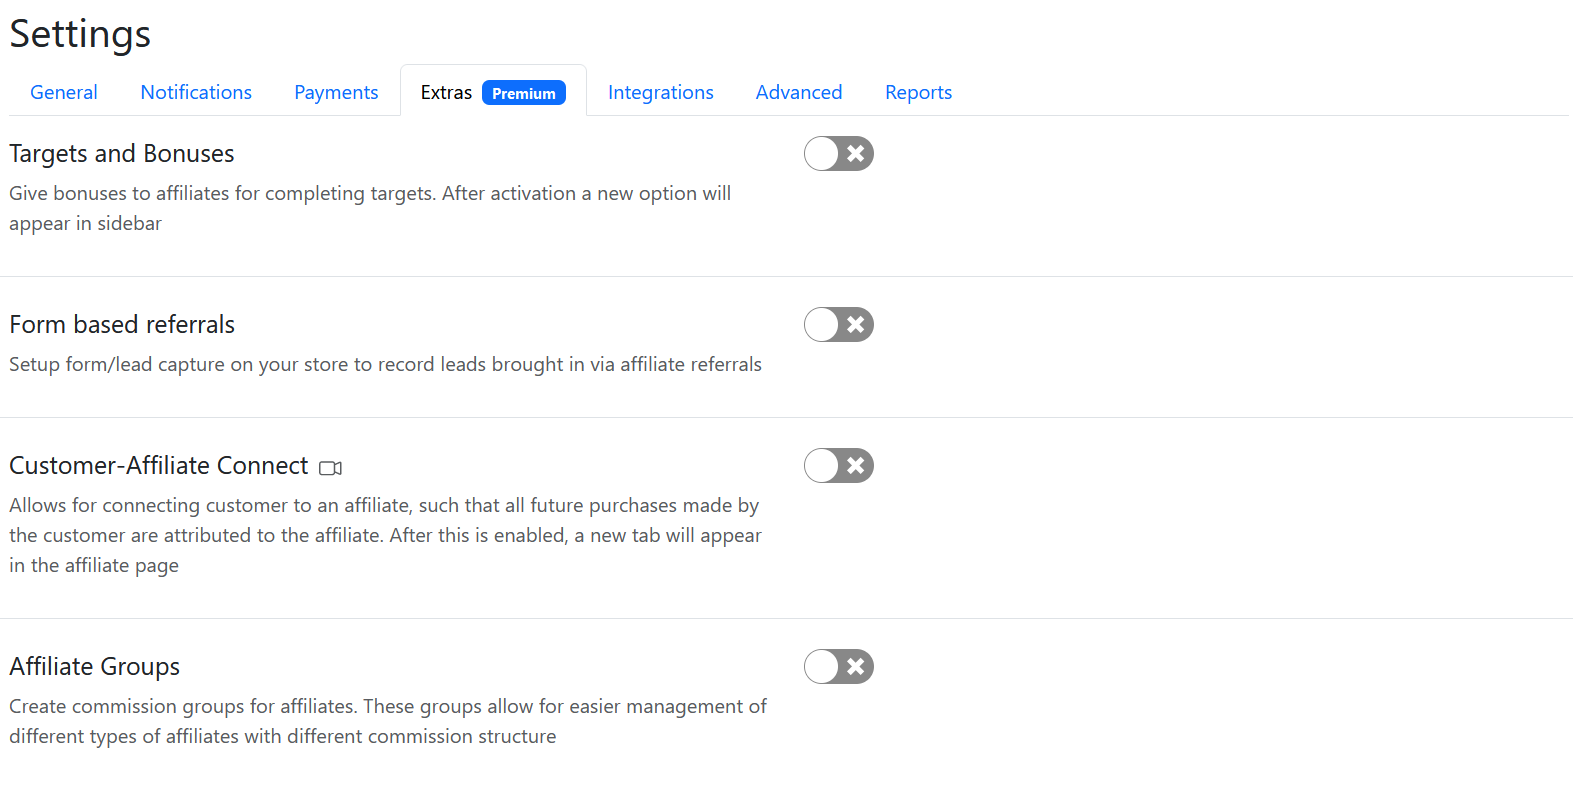 Settings
General Notifications Payments Extras Premium Integrations Advanced Reports
Targets and Bonuses
Give bonuses to affiliates for completing targets. After activation a new option will
appear in sidebar
Form based referrals
Setup form/lead capture on your store to record leads brought in via affiliate referrals
Customer-Affiliate Connect
Allows for connecting customer to an affiliate, such that all future purchases made by
the customer are attributed to the affiliate. After this is enabled, a new tab will appear
in the affiliate page
Affiliate Groups
Create commission groups for affiliates. These groups allow for easier management of
different types of affiliates with different commission structure